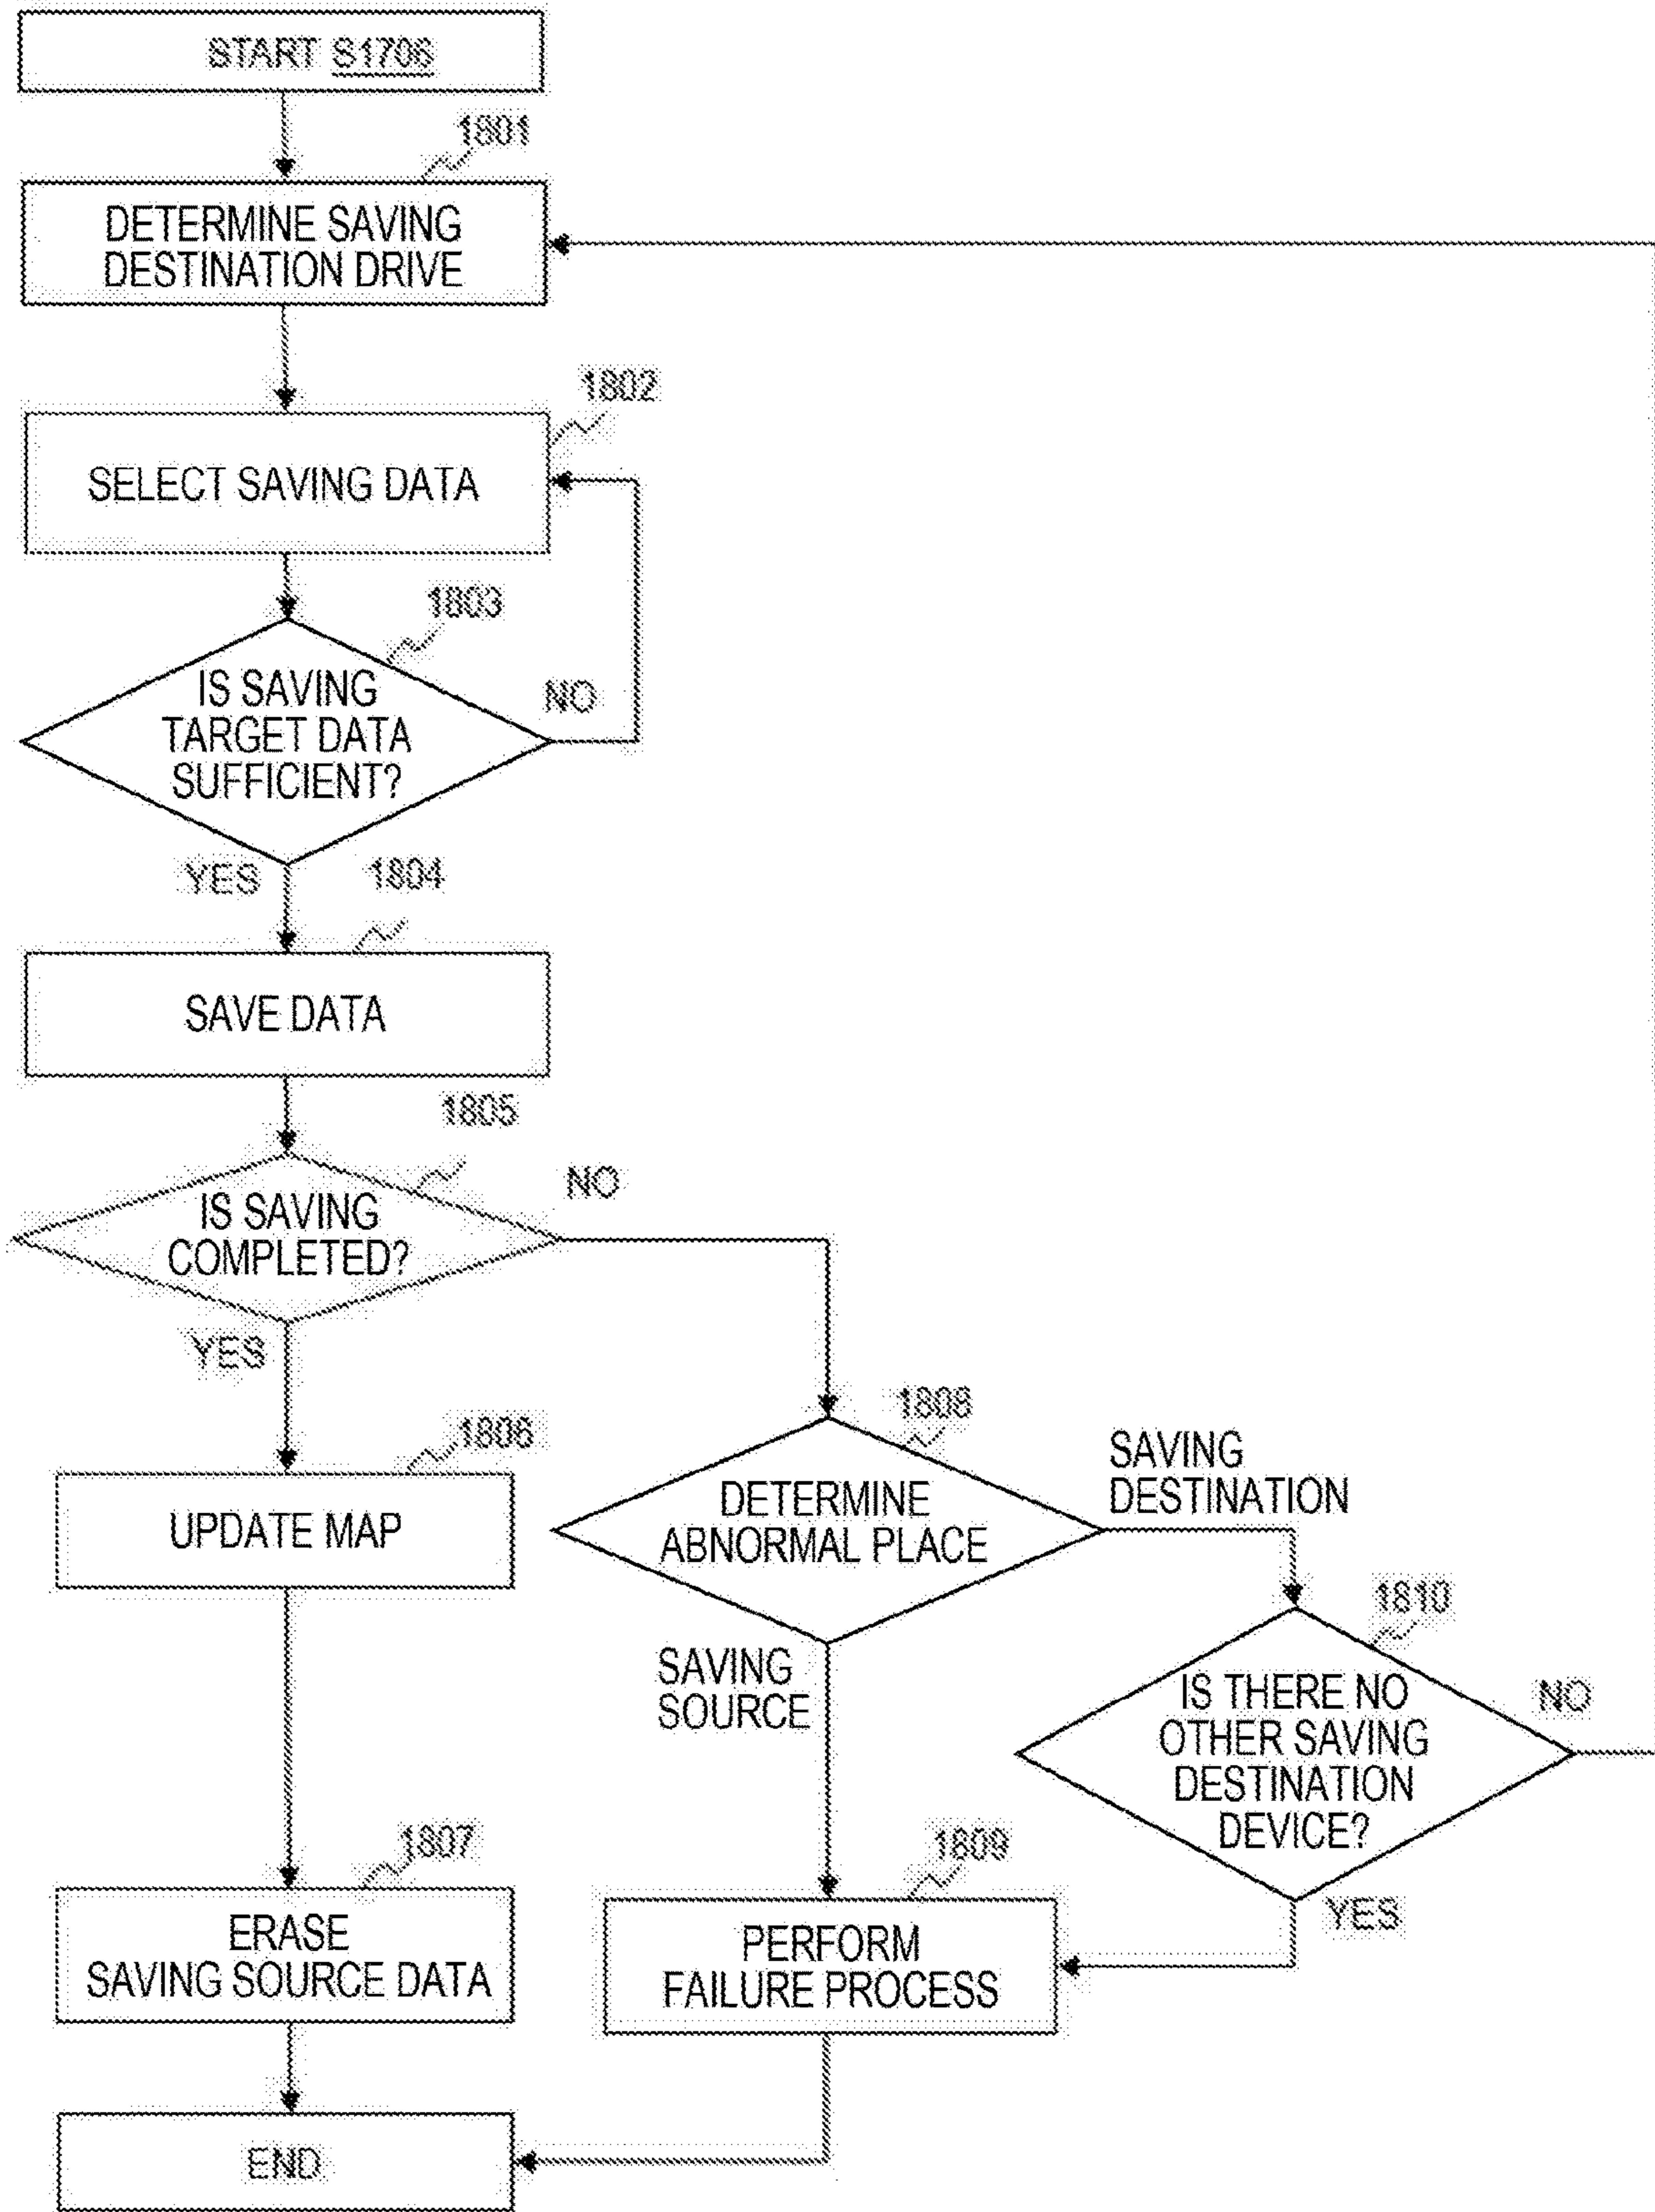 START S1706
1801
DETERMINE SAVING
DESTINATION DRIVE
1802
SELECT SAVING DATA
1803
IS SAVING
TARGET DATA
SUFFICIENT?
NO
YES
1804
SAVE DATA
1805
IS SAVING
COMPLETED?
NO
YES
1806
UPDATE MAP
1808
DETERMINE
ABNORMAL PLACE
SAVING
DESTINATION
SAVING
SOURCE
1810
IS THERE NO
OTHER SAVING
DESTINATION
DEVICE?
NO
YES
1807
ERASE
SAVING SOURCE DATA
1809
PERFORM
FAILURE PROCESS
END